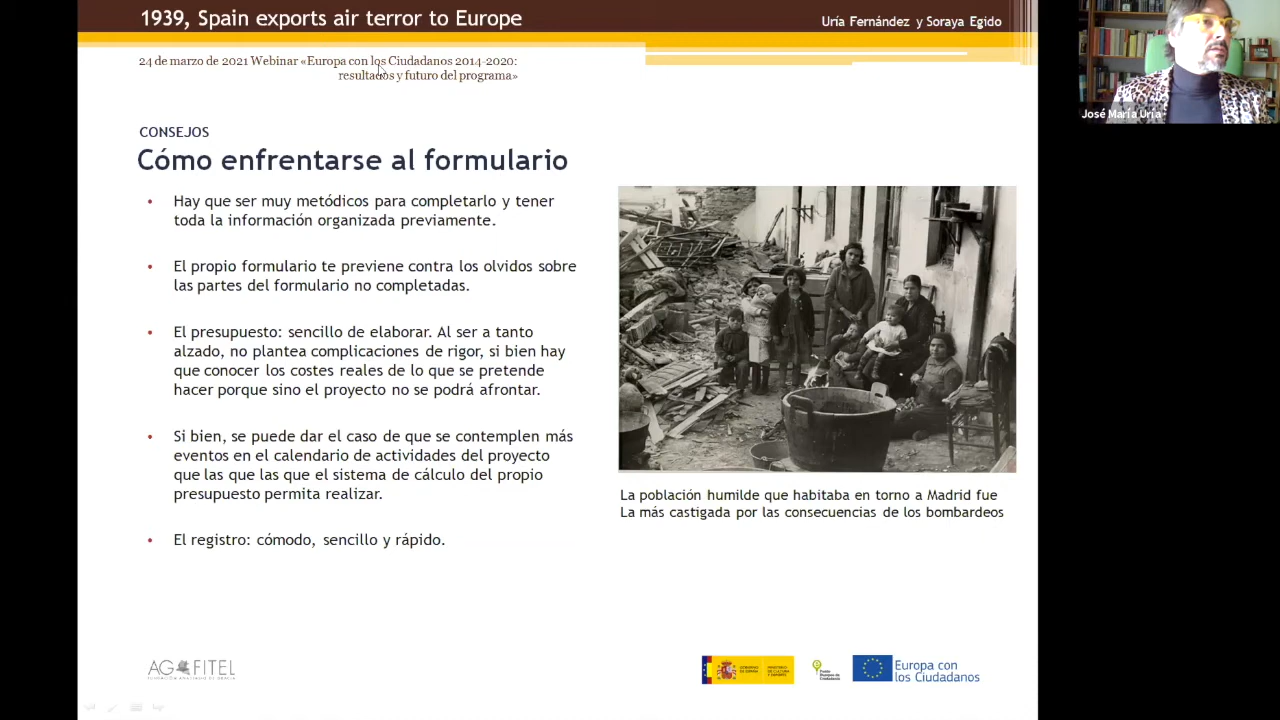 1939, Spain exports air terror to Europe
Uría Fernández y Soraya Egido
24 de marzo de 2021 Webinar «Europa con los Ciudadanos 2014-2020:
resultados y futuro del programa»
José María Uría
CONSEJOS
Cómo enfrentarse al formulario
• Hay que ser muy metódicos para completarlo y tener
toda la información organizada previamente.
• El propio formulario te previene contra los olvidos sobre
las partes del formulario no completadas.
• El presupuesto: sencillo de elaborar. Al ser a tanto
alzado, no plantea complicaciones de rigor, si bien hay
que conocer los costes reales de lo que se pretende
hacer porque sino el proyecto no se podrá afrontar.
• Si bien, se puede dar el caso de que se contemplen más
eventos en el calendario de actividades del proyecto
que las que las que el sistema de cálculo del propio
presupuesto permita realizar.
• El registro: cómodo, sencillo y rápido.
La población humilde que habitaba en torno a Madrid fue
La más castigada por las consecuencias de los bombardeos
AGFITEL
GOBIERNO
DE ESPAÑA
MINISTERIO
DE CULTURA
Y DEPORTE
Europa con
los Ciudadanos